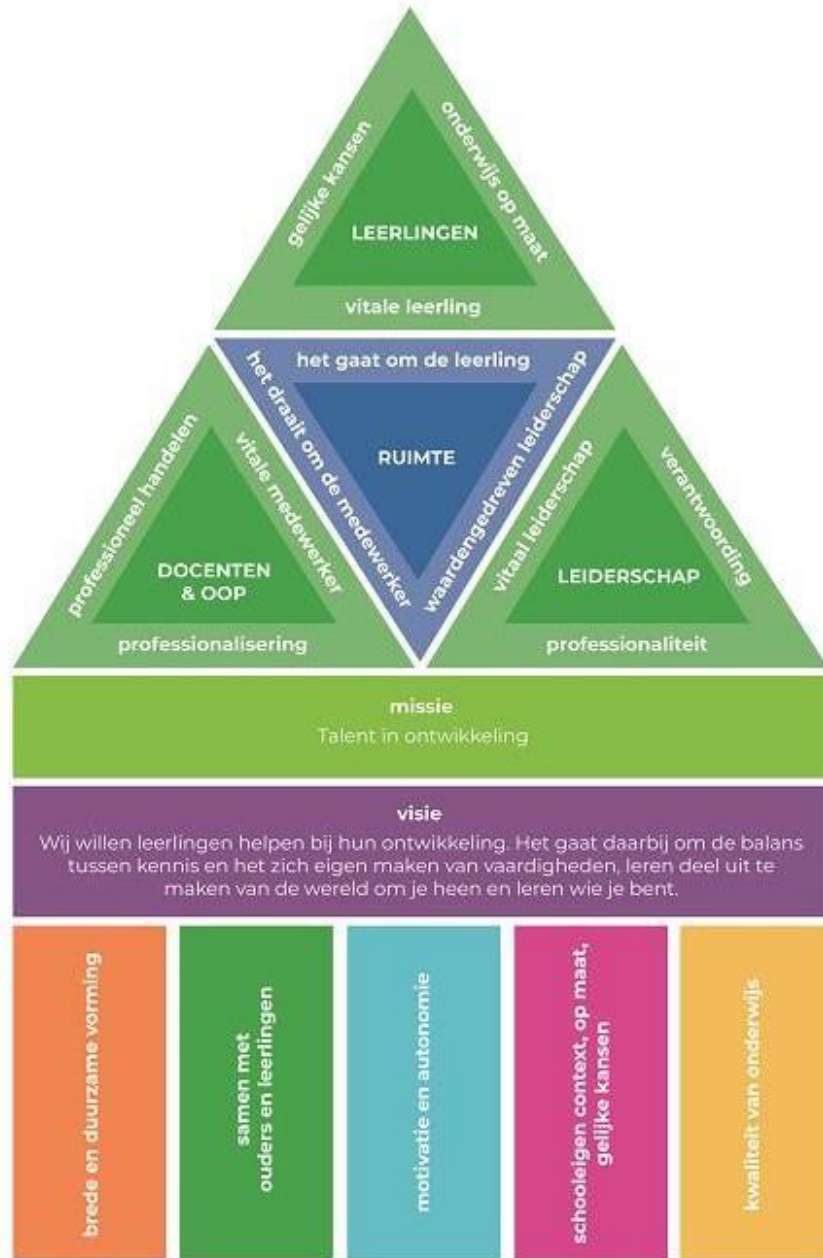 gelijke kansen
onderwijs op maat
LEERLINGEN
vitale leerling
het gaat om de leerling
het draait om de medewerker
waardengedreven leiderschap
RUIMTE
professioneel handelen
vitale medewerker
DOCENTEN
& OOP
professionalisering
vitaal leiderschap
verantwoording
LEIDERSCHAP
professionaliteit
missie
Talent in ontwikkeling
visie
Wij willen leerlingen helpen bij hun ontwikkeling. Het gaat daarbij om de balans
tussen kennis en het zich eigen maken van vaardigheden, leren deel uit te
maken van de wereld om je heen en leren wie je bent.
brede en duurzame vorming
samen met
ouders en leerlingen
motivatie en autonomie
schooleigen context, op maat,
gelijke kansen
kwaliteit van onderwijs